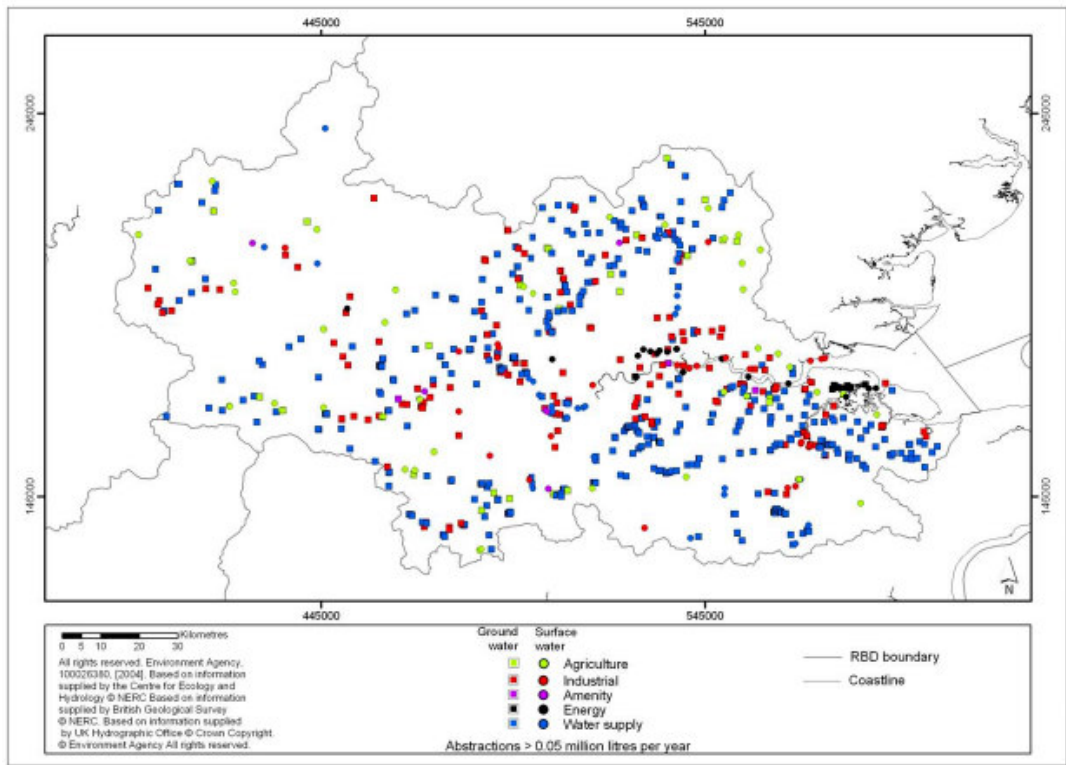 445000 545000
246000 246000
146000 146000
N
445000 545000
Kilometres
0 5 10 20 30
All rights reserved. Environment Agency,
100026380, [2004]. Based on information
supplied by the Centre for Ecology and
Hydrology © NERC Based on information
supplied by British Geological Survey
© NERC. Based on information supplied
by UK Hydrographic Office © Crown Copyright.
© Environment Agency All rights reserved.
Ground Surface
water water
Agriculture
Industrial
Amenity
Energy
Water supply
Abstractions > 0.05 million litres per year
RBD boundary
Coastline